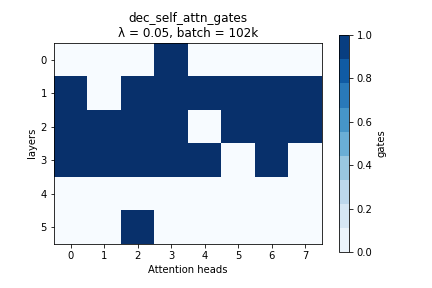 dec_self_attn_gates
λ = 0.05, batch = 102k
layers
0
1
2
3
4
5
0 1 2 3 4 5 6 7
Attention heads
1.0
0.8
0.6
0.4
0.2
0.0
gates